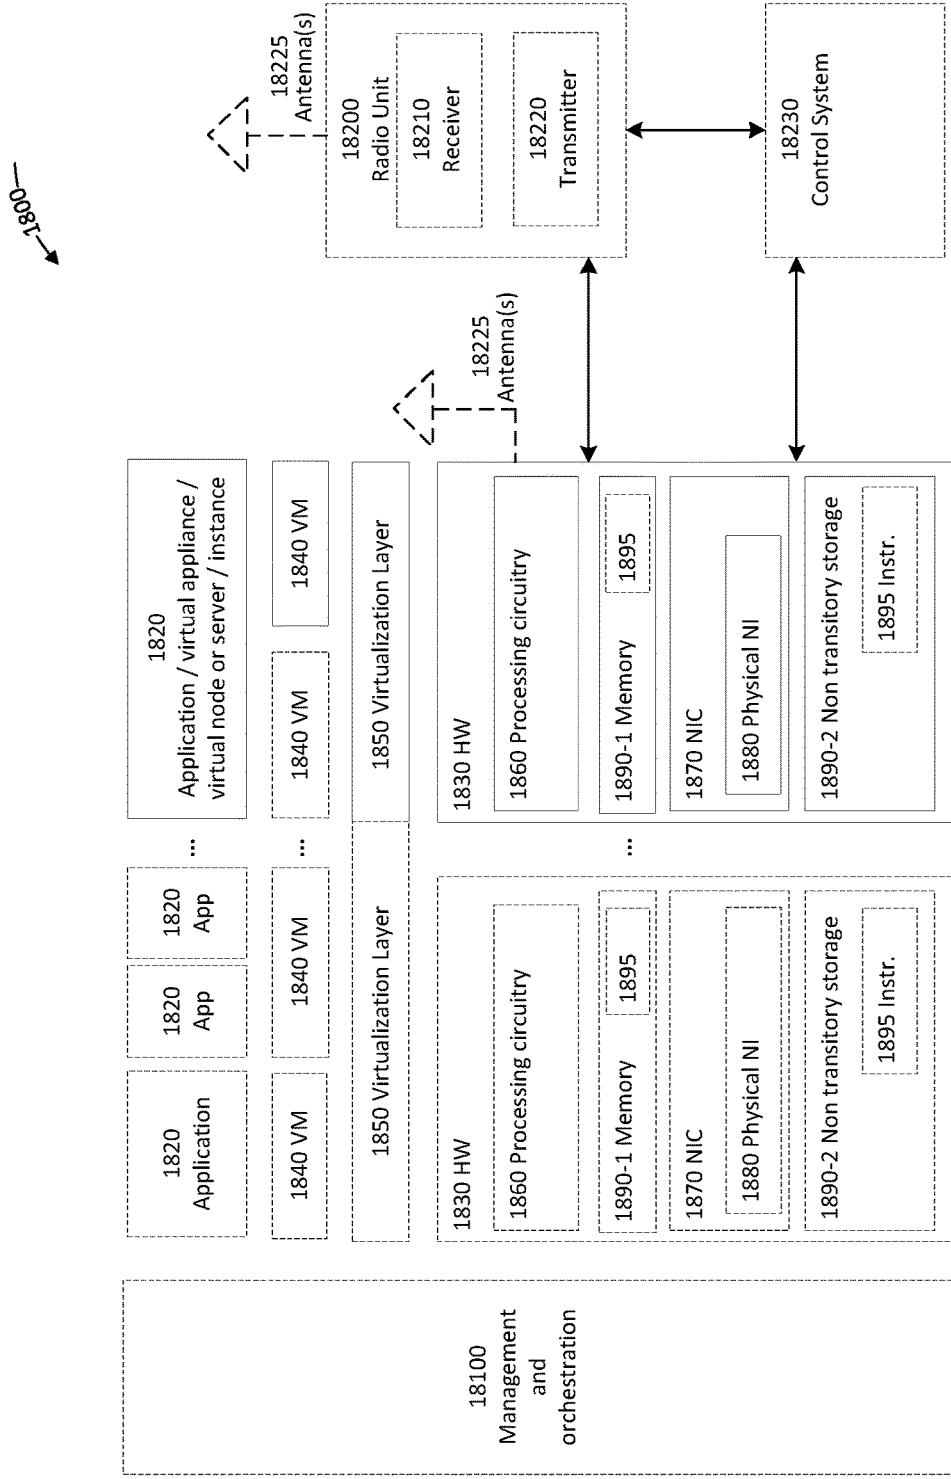 1800
18100
Management
and
orchestration
1820
Application
1820
App
1820
App
...
1820
Application / virtual appliance /
virtual node or server / instance
1840 VM
1840 VM
...
1840 VM
1840 VM
1850 Virtualization Layer
1850 Virtualization Layer
1830 HW
1860 Processing circuitry
1890-1 Memory
1895
1870 NIC
1880 Physical NI
1890-2 Non transitory storage
1895 Instr.
...
1830 HW
1860 Processing circuitry
1890-1 Memory
1895
1870 NIC
1880 Physical NI
1890-2 Non transitory storage
1895 Instr.
18225
Antenna(s)
18225
Antenna(s)
18200
Radio Unit
18210
Receiver
18220
Transmitter
18230
Control System